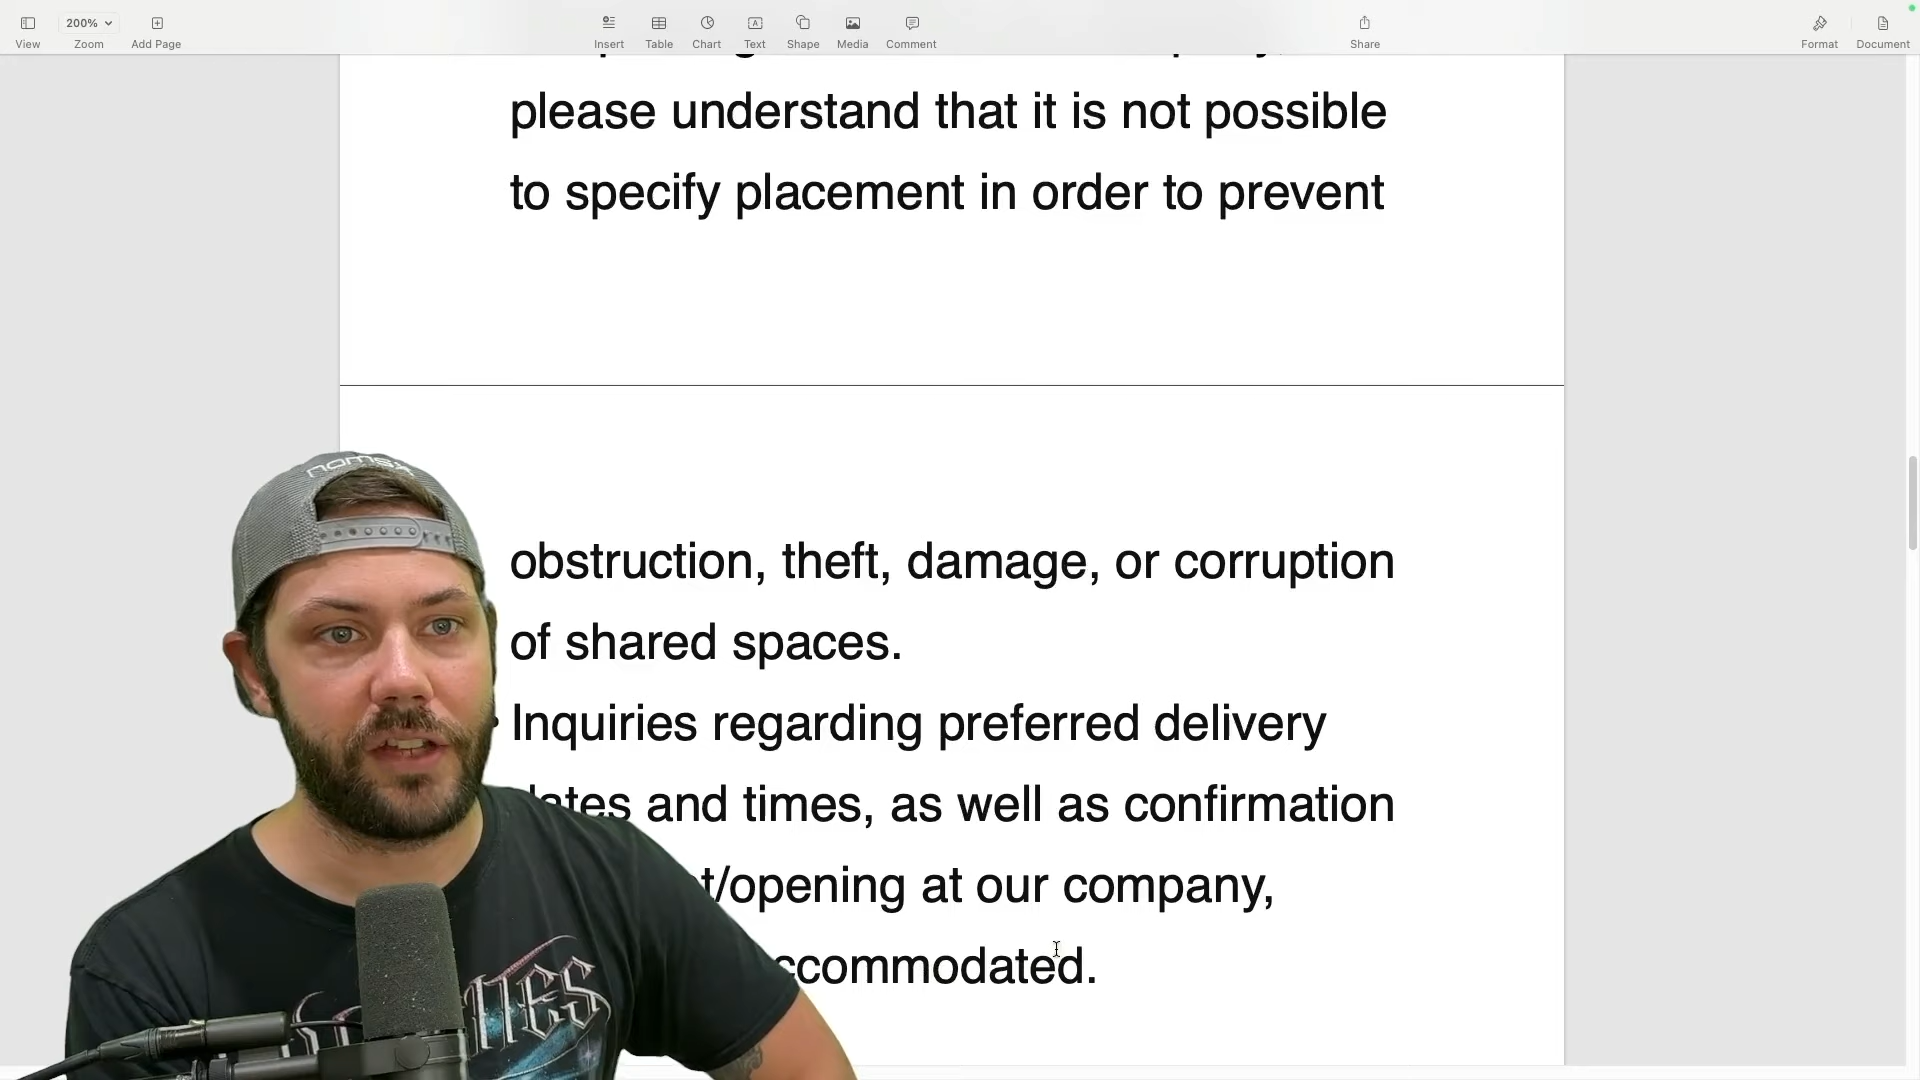 200%
View
Zoom
Add Page
Insert
Table
Chart
Text
Shape
Media
Comment
Share
Format
Document
please understand that it is not possible
to specify placement in order to prevent
obstruction, theft, damage, or corruption
of shared spaces.
• Inquiries regarding preferred delivery
and times, as well as confirmation
/opening at our company,